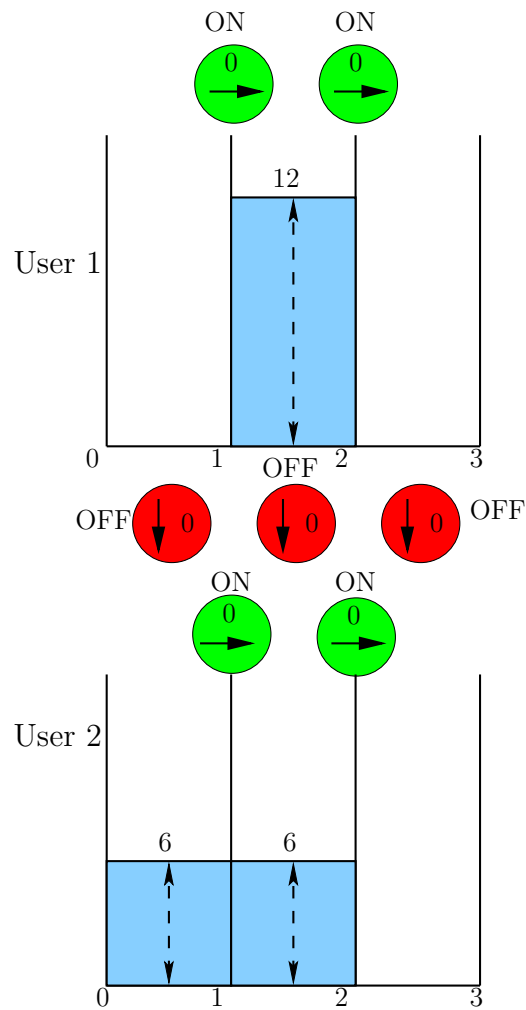 ON ON
0 0
12
User 1
0 1 2 3
OFF
OFF 0 0 0 OFF
ON ON
0 0
User 2
6 6
0 1 2 3